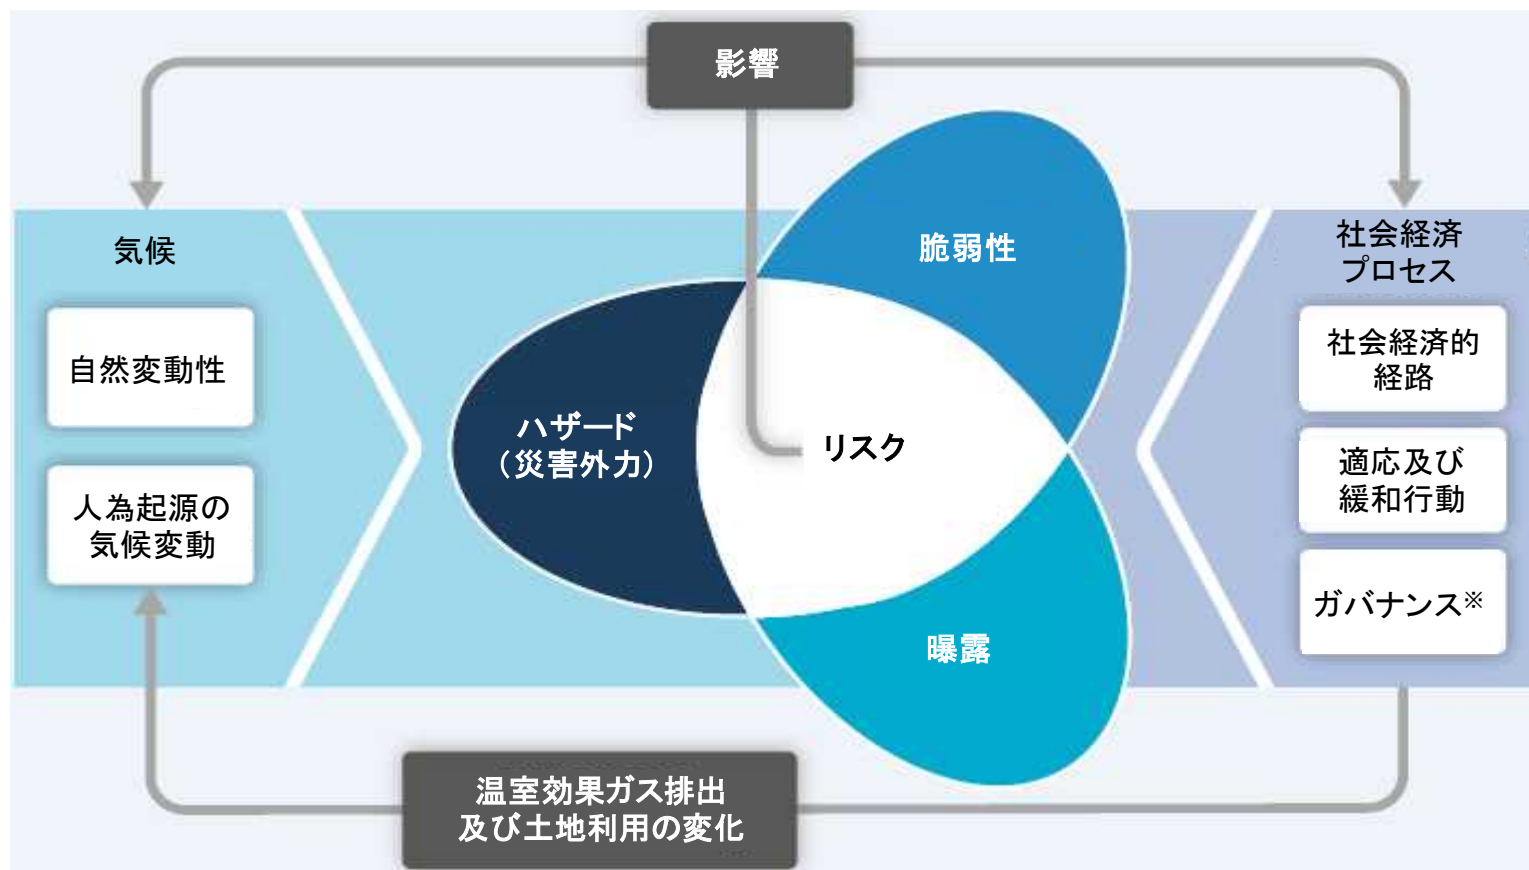 影響
気候
自然変動性
人為起源の
気候変動
ハザード
（災害外力）
脆弱性
リスク
曝露
社会経済
プロセス
社会経済的
経路
適応及び
緩和行動
ガバナンス※
温室効果ガス排出
及び土地利用の変化